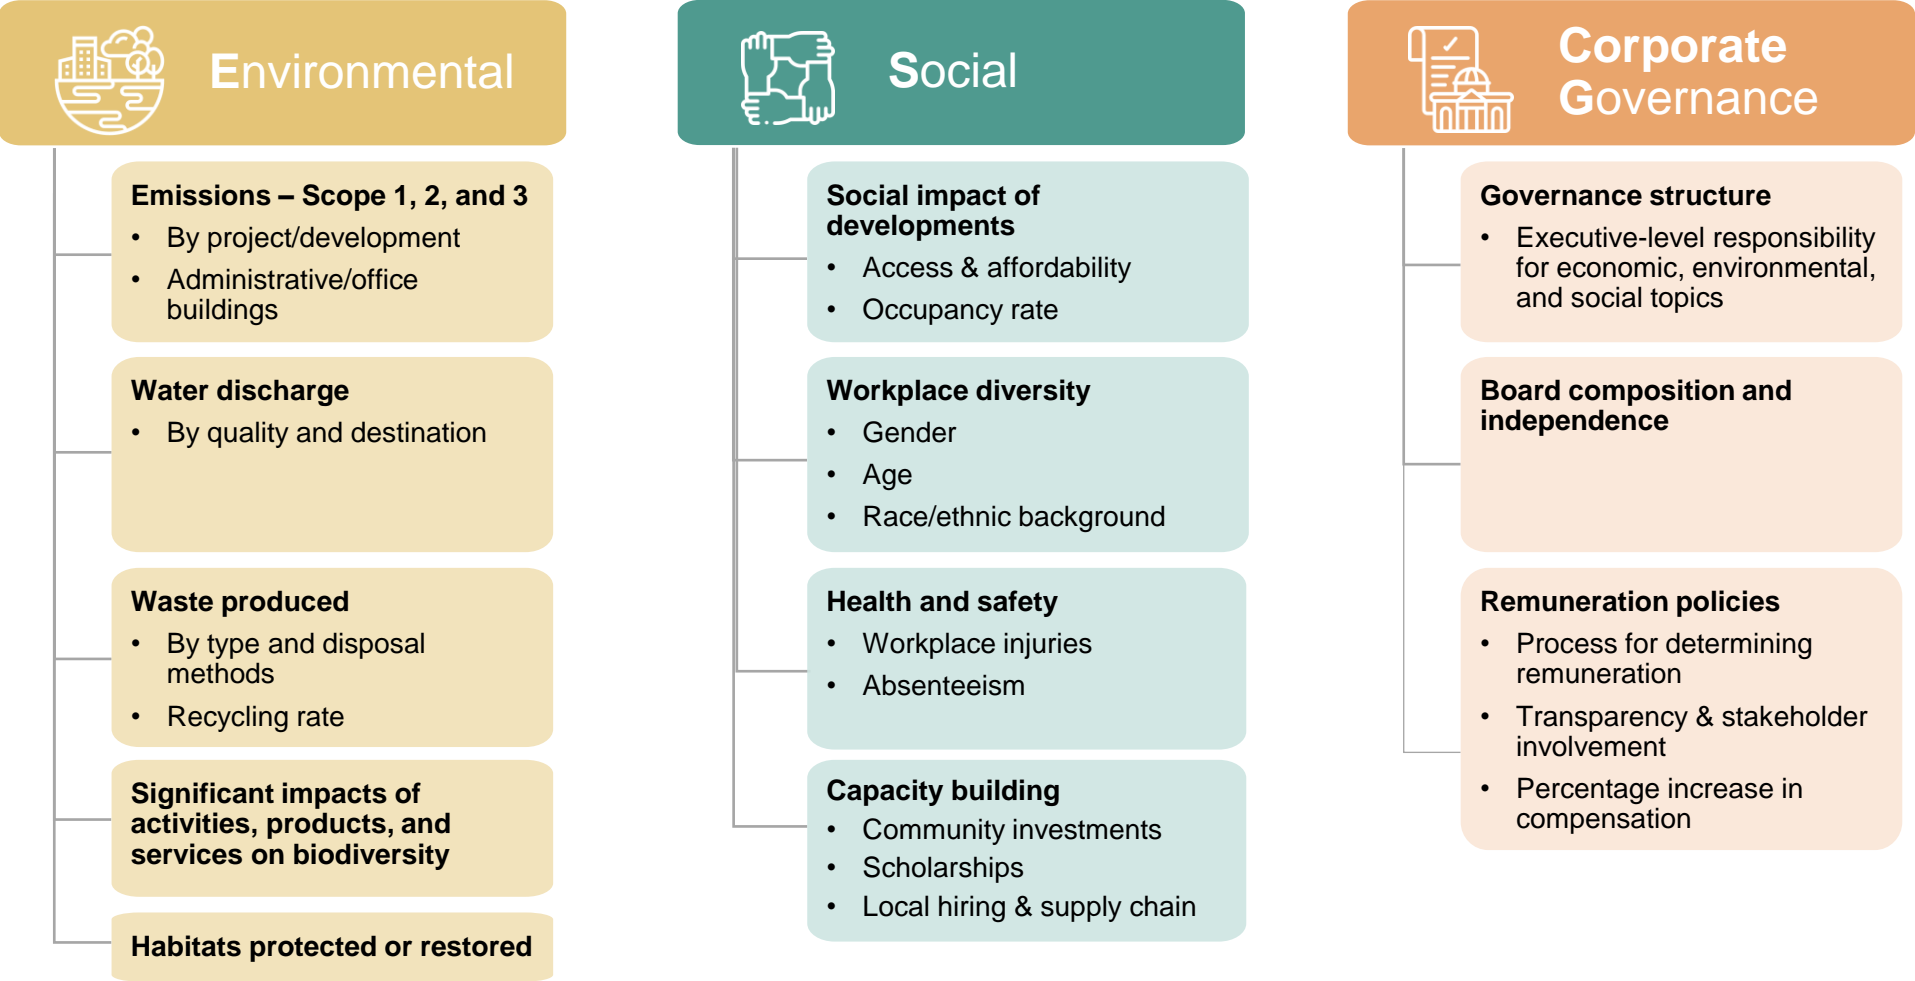 Environmental
Emissions – Scope 1, 2, and 3
• By project/development
• Administrative/office
buildings
Water discharge
• By quality and destination
Waste produced
• By type and disposal
methods
• Recycling rate
Significant impacts of
activities, products, and
services on biodiversity
Habitats protected or restored
Social
Social impact of
developments
• Access & affordability
• Occupancy rate
Workplace diversity
• Gender
• Age
• Race/ethnic background
Health and safety
• Workplace injuries
• Absenteeism
Capacity building
• Community investments
• Scholarships
• Local hiring & supply chain
Corporate
Governance
Governance structure
• Executive-level responsibility
for economic, environmental,
and social topics
Board composition and
independence
Remuneration policies
• Process for determining
remuneration
• Transparency & stakeholder
involvement
• Percentage increase in
compensation